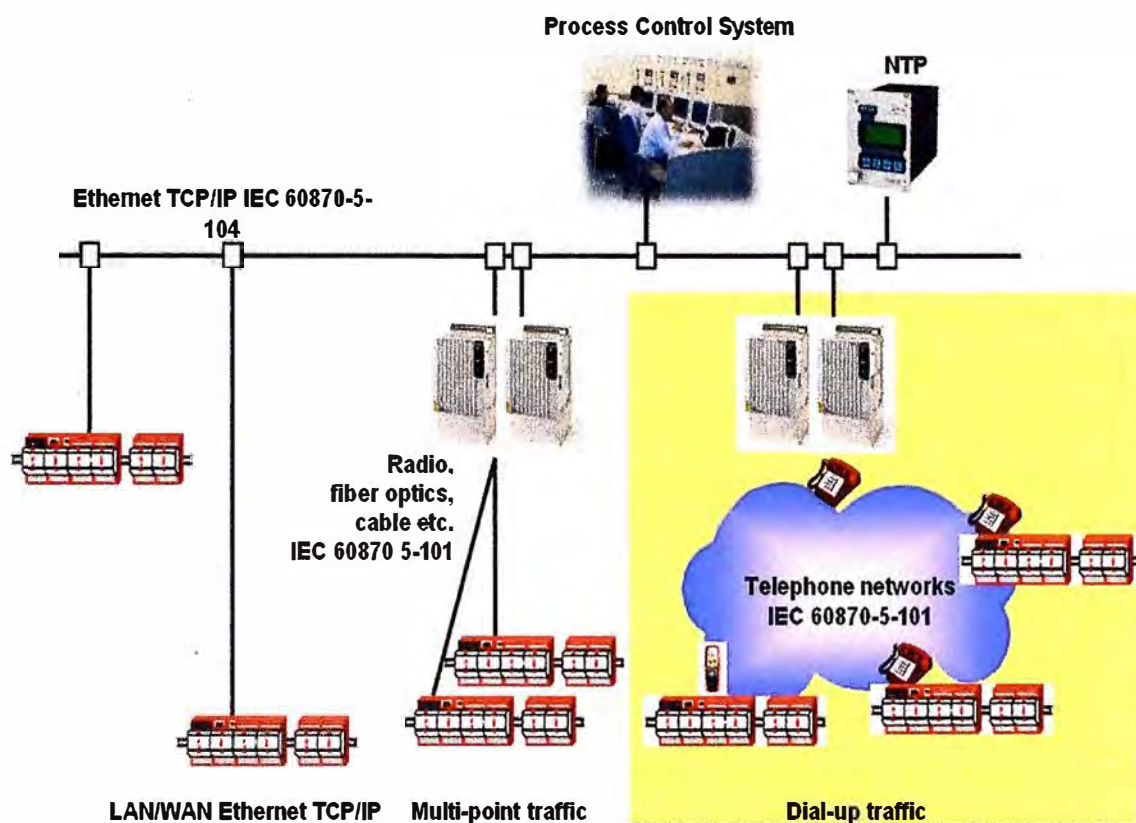 Process Control System
NTP
Ethernet TCP/IP IEC 60870-5-
104
Radio,
fiber optics,
cable etc.
IEC 60870 5-101
Telephone networks
IEC 60870-5-101
LAN/WAN Ethernet TCP/IP
Multi-point traffic
Dial-up traffic